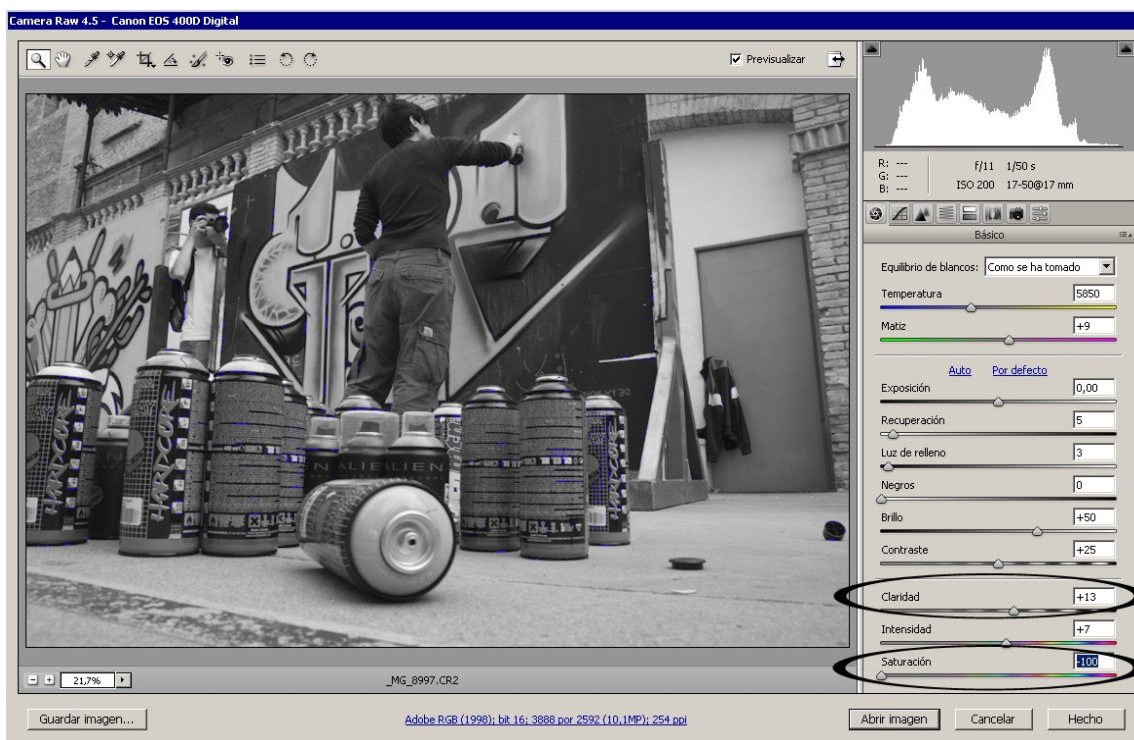 Camera Raw 4.5 - Canon EOS 400D Digital
Previsualizar
R: ---
G: ---
B: ---
f/11 1/50 s
ISO 200 17-50@17 mm
Básico
Equilibrio de blancos: Como se ha tomado
Temperatura 5850
Matiz +9
Auto Por defecto
Exposición 0,00
Recuperación 5
Luz de relleno 3
Negros 0
Brillo +50
Contraste +25
Claridad +13
Intensidad +7
Saturación -100
HARDCORE
HARDCORE
ALIEN
ALIEN
21,7%
_MG_8997.CR2
Guardar imagen...
Adobe RGB (1998); bit 16; 3888 por 2592 (10,1MP); 254 ppi
Abrir imagen
Cancelar
Hecho